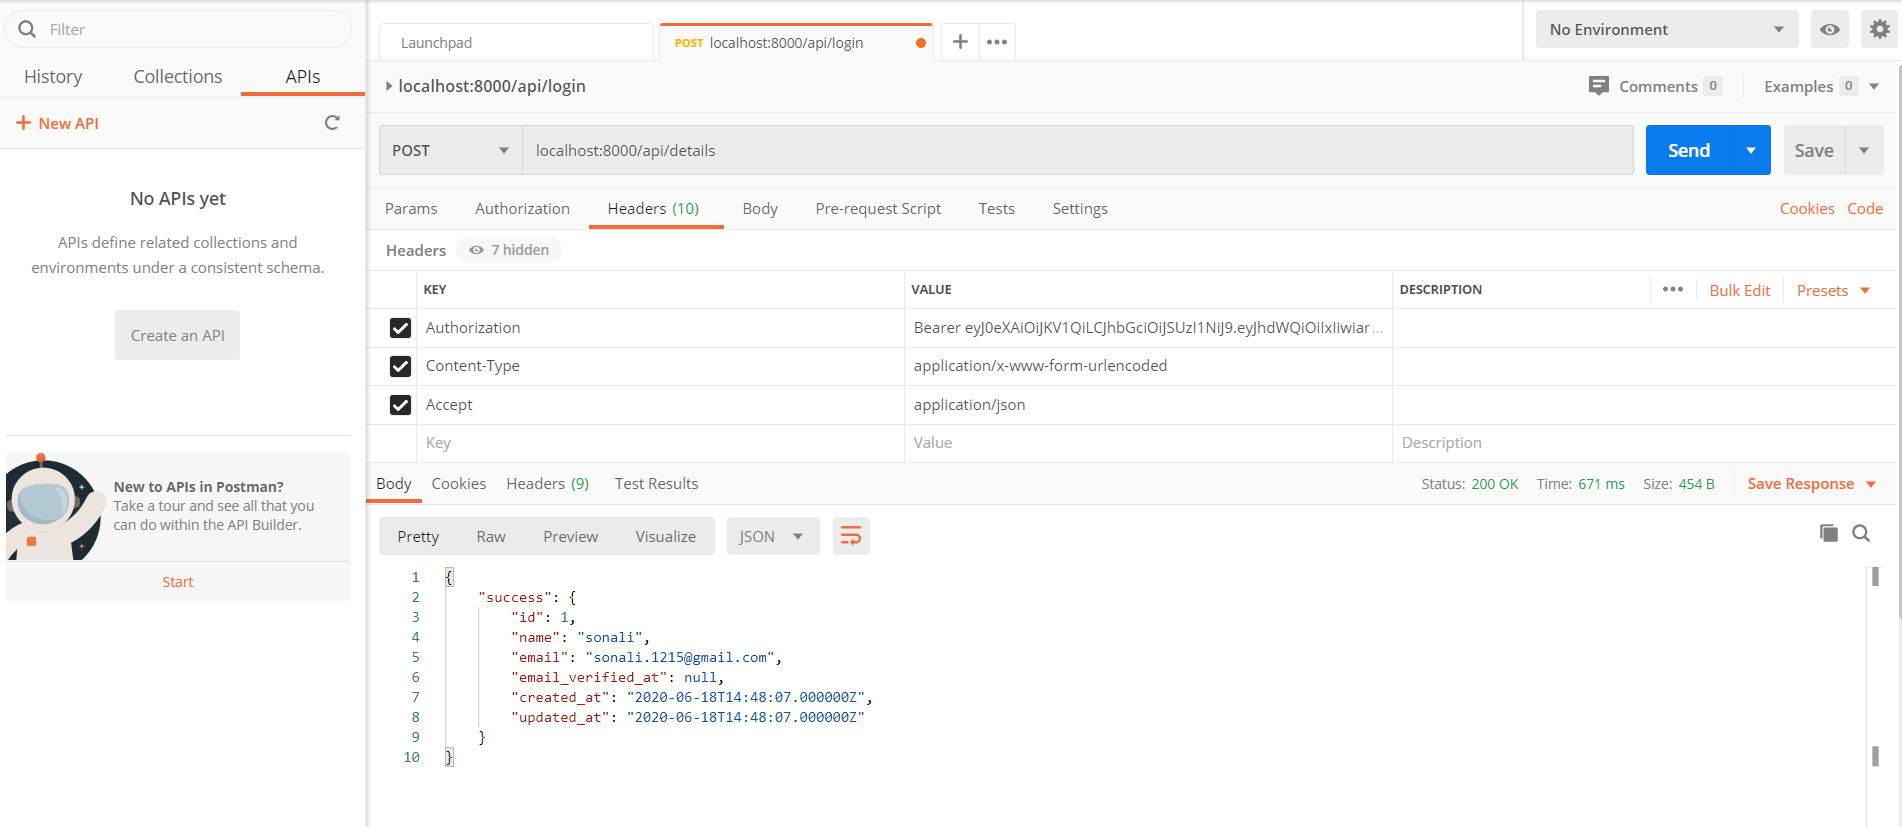 Filter
History Collections APIs
+ New API
No APIs yet
APIs define related collections and
environments under a consistent schema.
Create an API
New to APIs in Postman?
Take a tour and see all that you
can do within the API Builder.
Start
Launchpad
POST localhost:8000/api/login
No Environment
localhost:8000/api/login
Comments 0
Examples 0
POST localhost:8000/api/details
Send
Save
Params Authorization Headers (10) Body Pre-request Script Tests Settings
Cookies Code
Headers 7 hidden
KEY VALUE DESCRIPTION
Bulk Edit Presets
Authorization Bearer eyJ0eXAiOiJKV1QiLCJhbGciOiJSUzI1NiJ9.eyJhdWQiOiIxIiwiar...
Content-Type application/x-www-form-urlencoded
Accept application/json
Key Value Description
Body Cookies Headers (9) Test Results
Status: 200 OK Time: 671 ms Size: 454 B
Save Response
Pretty Raw Preview Visualize JSON
1 {
2 "success": {
3 "id": 1,
4 "name": "sonali",
5 "email": "sonali.1215@gmail.com",
6 "email_verified_at": null,
7 "created_at": "2020-06-18T14:48:07.000000Z",
8 "updated_at": "2020-06-18T14:48:07.000000Z"
9 }
10 }